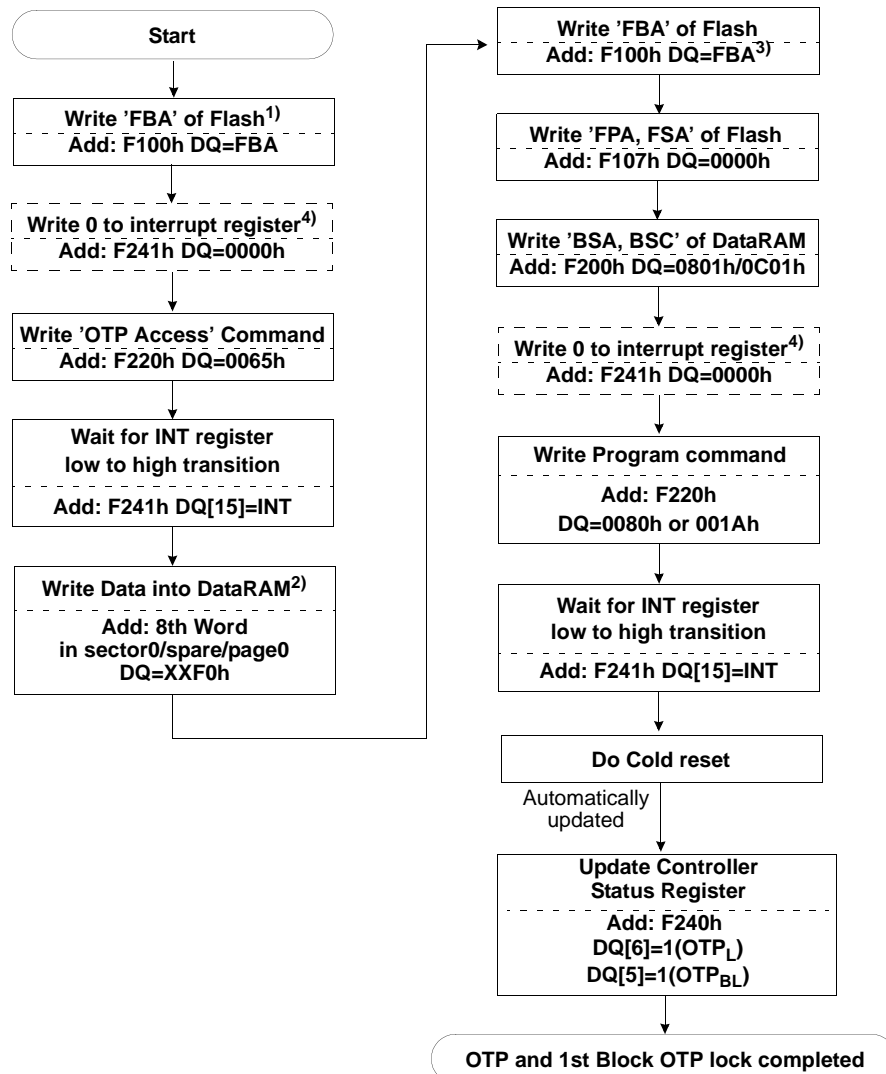 Start
Write ’FBA’ of Flash1)
Add: F100h DQ=FBA
Write 0 to interrupt register4)
Add: F241h DQ=0000h
Write ’OTP Access’ Command
Add: F220h DQ=0065h
Wait for INT register
low to high transition
Add: F241h DQ[15]=INT
Write Data into DataRAM2)
Add: 8th Word
in sector0/spare/page0
DQ=XXF0h
Write ’FBA’ of Flash
Add: F100h DQ=FBA3)
Write ’FPA, FSA’ of Flash
Add: F107h DQ=0000h
Write ’BSA, BSC’ of DataRAM
Add: F200h DQ=0801h/0C01h
Write 0 to interrupt register4)
Add: F241h DQ=0000h
Write Program command
Add: F220h
DQ=0080h or 001Ah
Wait for INT register
low to high transition
Add: F241h DQ[15]=INT
Do Cold reset
Automatically
updated
Update Controller
Status Register
Add: F240h
DQ[6]=1(OTPL)
DQ[5]=1(OTPBL)
OTP and 1st Block OTP lock completed